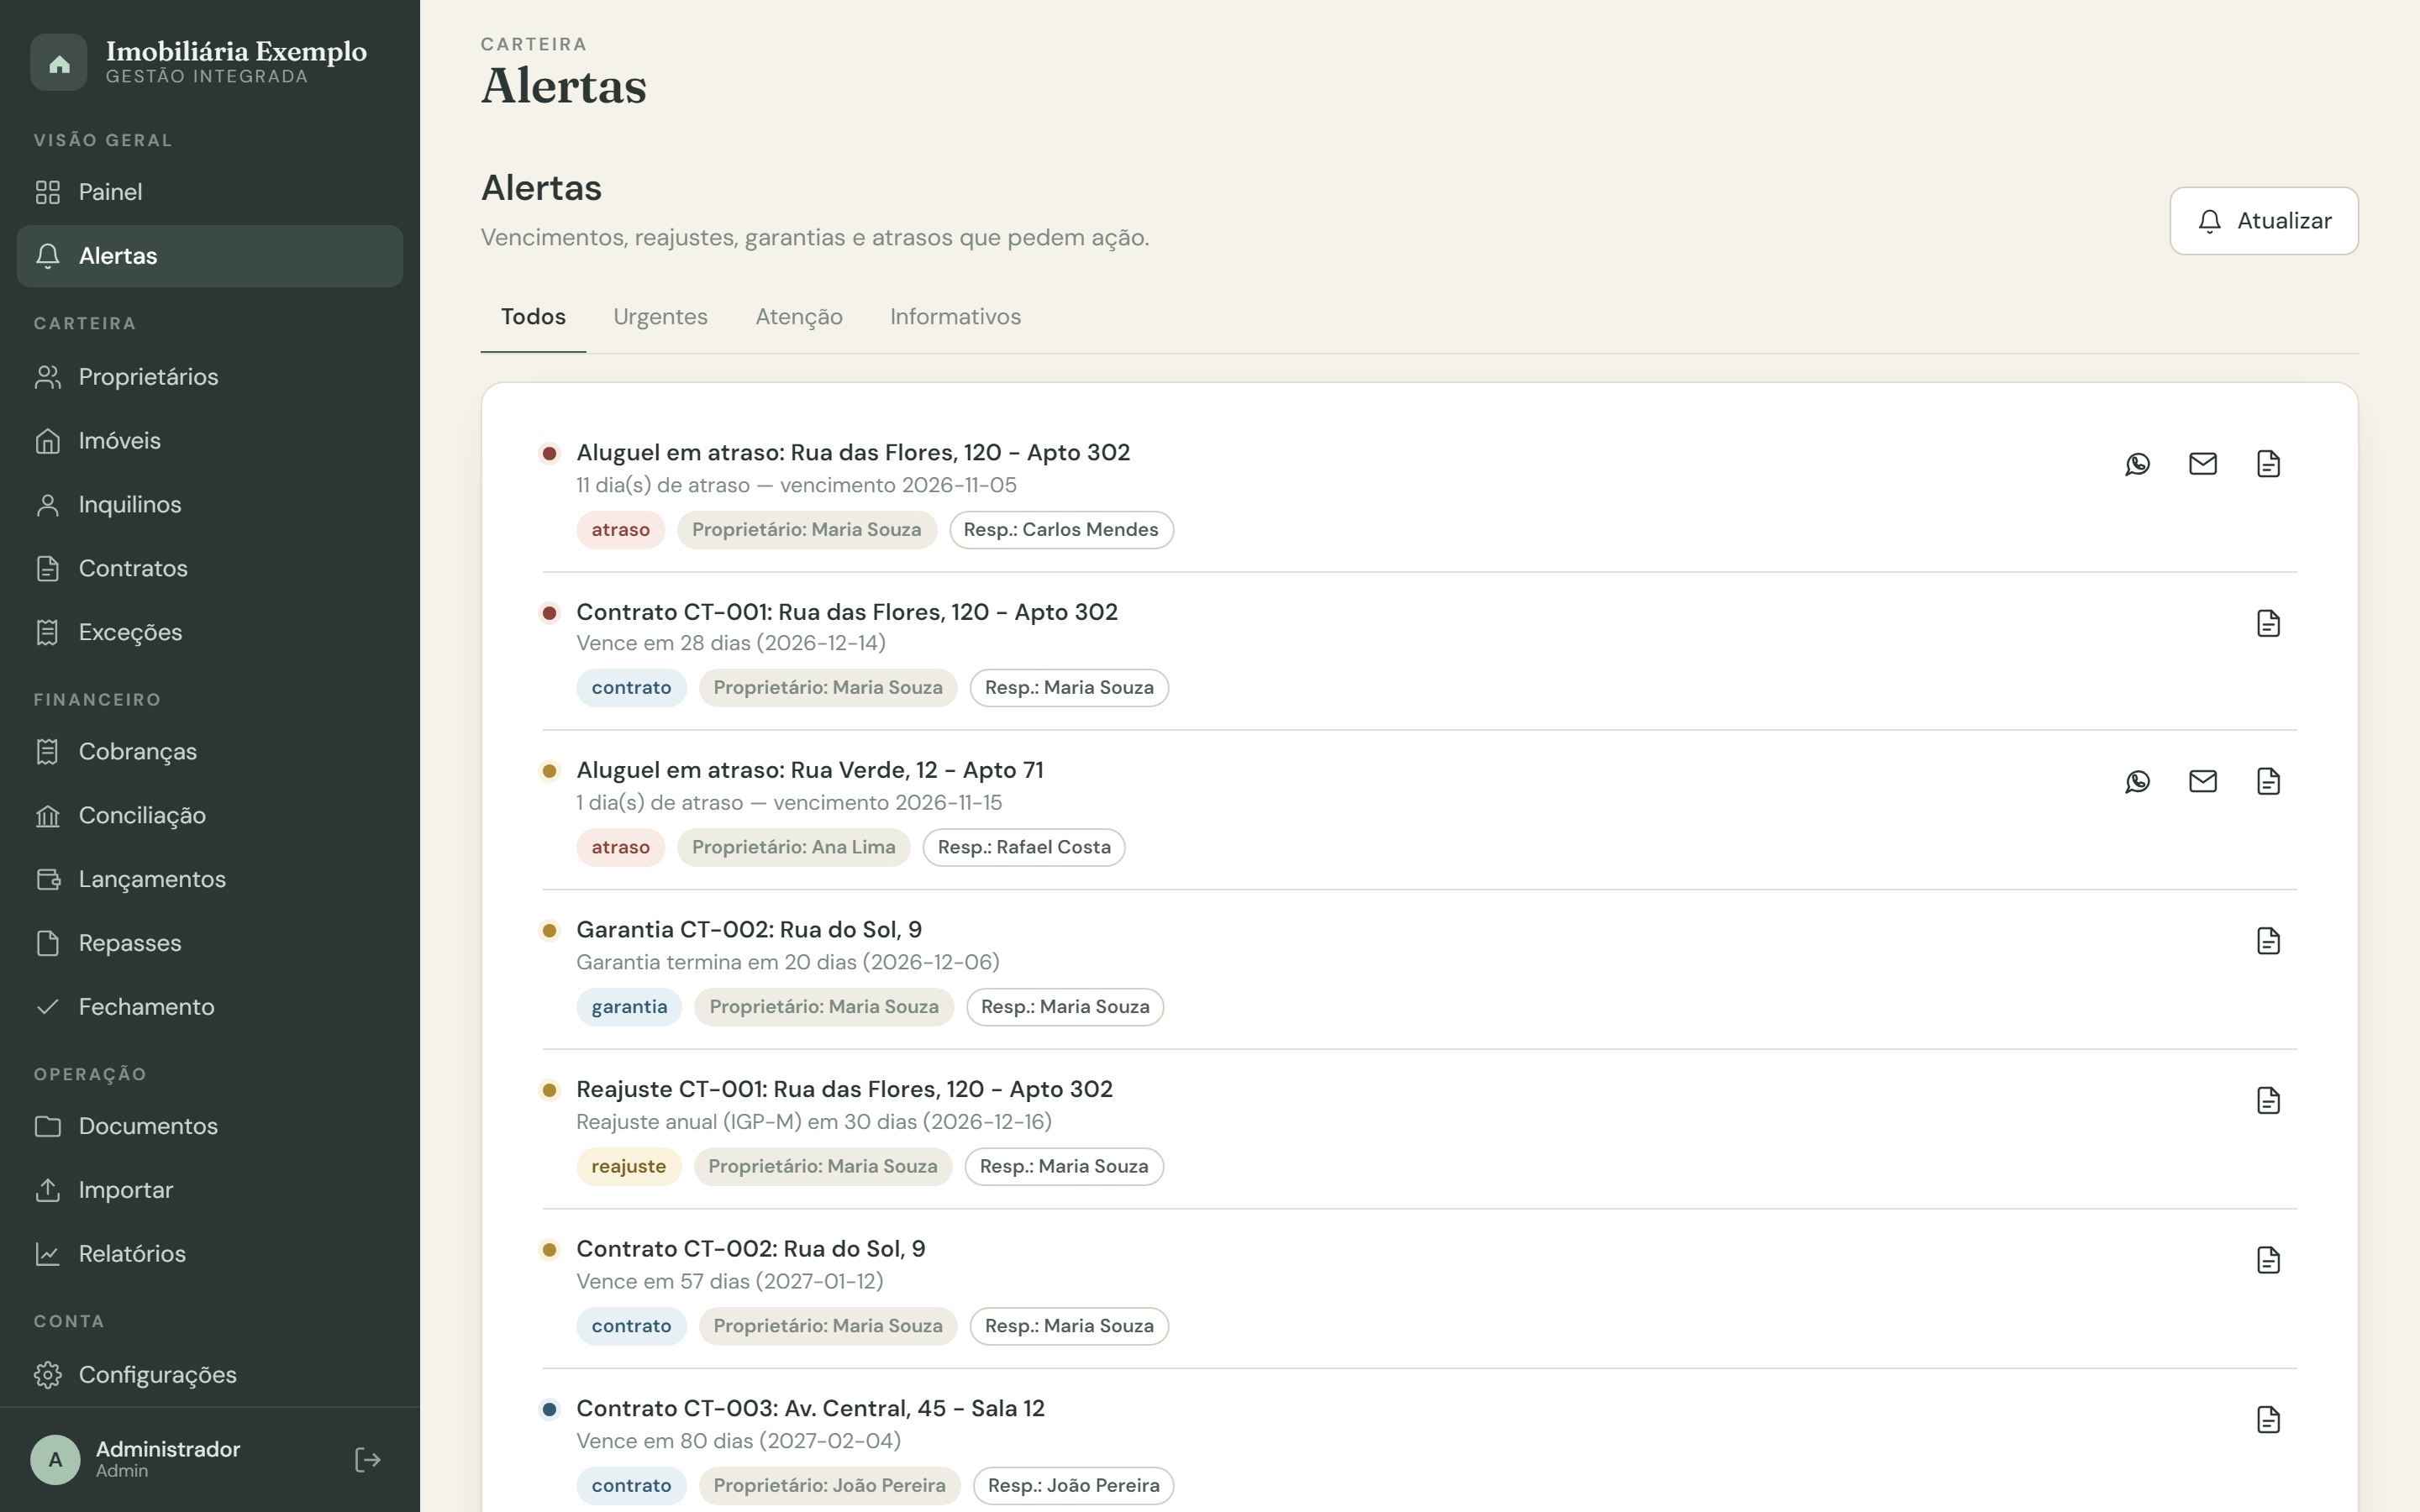 Imobiliária Exemplo
GESTÃO INTEGRADA
VISÃO GERAL
Painel
Alertas
CARTEIRA
Proprietários
Imóveis
Inquilinos
Contratos
Exceções
FINANCEIRO
Cobranças
Conciliação
Lançamentos
Repasses
Fechamento
OPERAÇÃO
Documentos
Importar
Relatórios
CONTA
Configurações
A
Administrador
Admin
CARTEIRA
Alertas
Alertas
Vencimentos, reajustes, garantias e atrasos que pedem ação.
Atualizar
Todos Urgentes Atenção Informativos
Aluguel em atraso: Rua das Flores, 120 - Apto 302
11 dia(s) de atraso — vencimento 2026-11-05
atraso Proprietário: Maria Souza Resp.: Carlos Mendes
Contrato CT-001: Rua das Flores, 120 - Apto 302
Vence em 28 dias (2026-12-14)
contrato Proprietário: Maria Souza Resp.: Maria Souza
Aluguel em atraso: Rua Verde, 12 - Apto 71
1 dia(s) de atraso — vencimento 2026-11-15
atraso Proprietário: Ana Lima Resp.: Rafael Costa
Garantia CT-002: Rua do Sol, 9
Garantia termina em 20 dias (2026-12-06)
garantia Proprietário: Maria Souza Resp.: Maria Souza
Reajuste CT-001: Rua das Flores, 120 - Apto 302
Reajuste anual (IGP-M) em 30 dias (2026-12-16)
reajuste Proprietário: Maria Souza Resp.: Maria Souza
Contrato CT-002: Rua do Sol, 9
Vence em 57 dias (2027-01-12)
contrato Proprietário: Maria Souza Resp.: Maria Souza
Contrato CT-003: Av. Central, 45 - Sala 12
Vence em 80 dias (2027-02-04)
contrato Proprietário: João Pereira Resp.: João Pereira